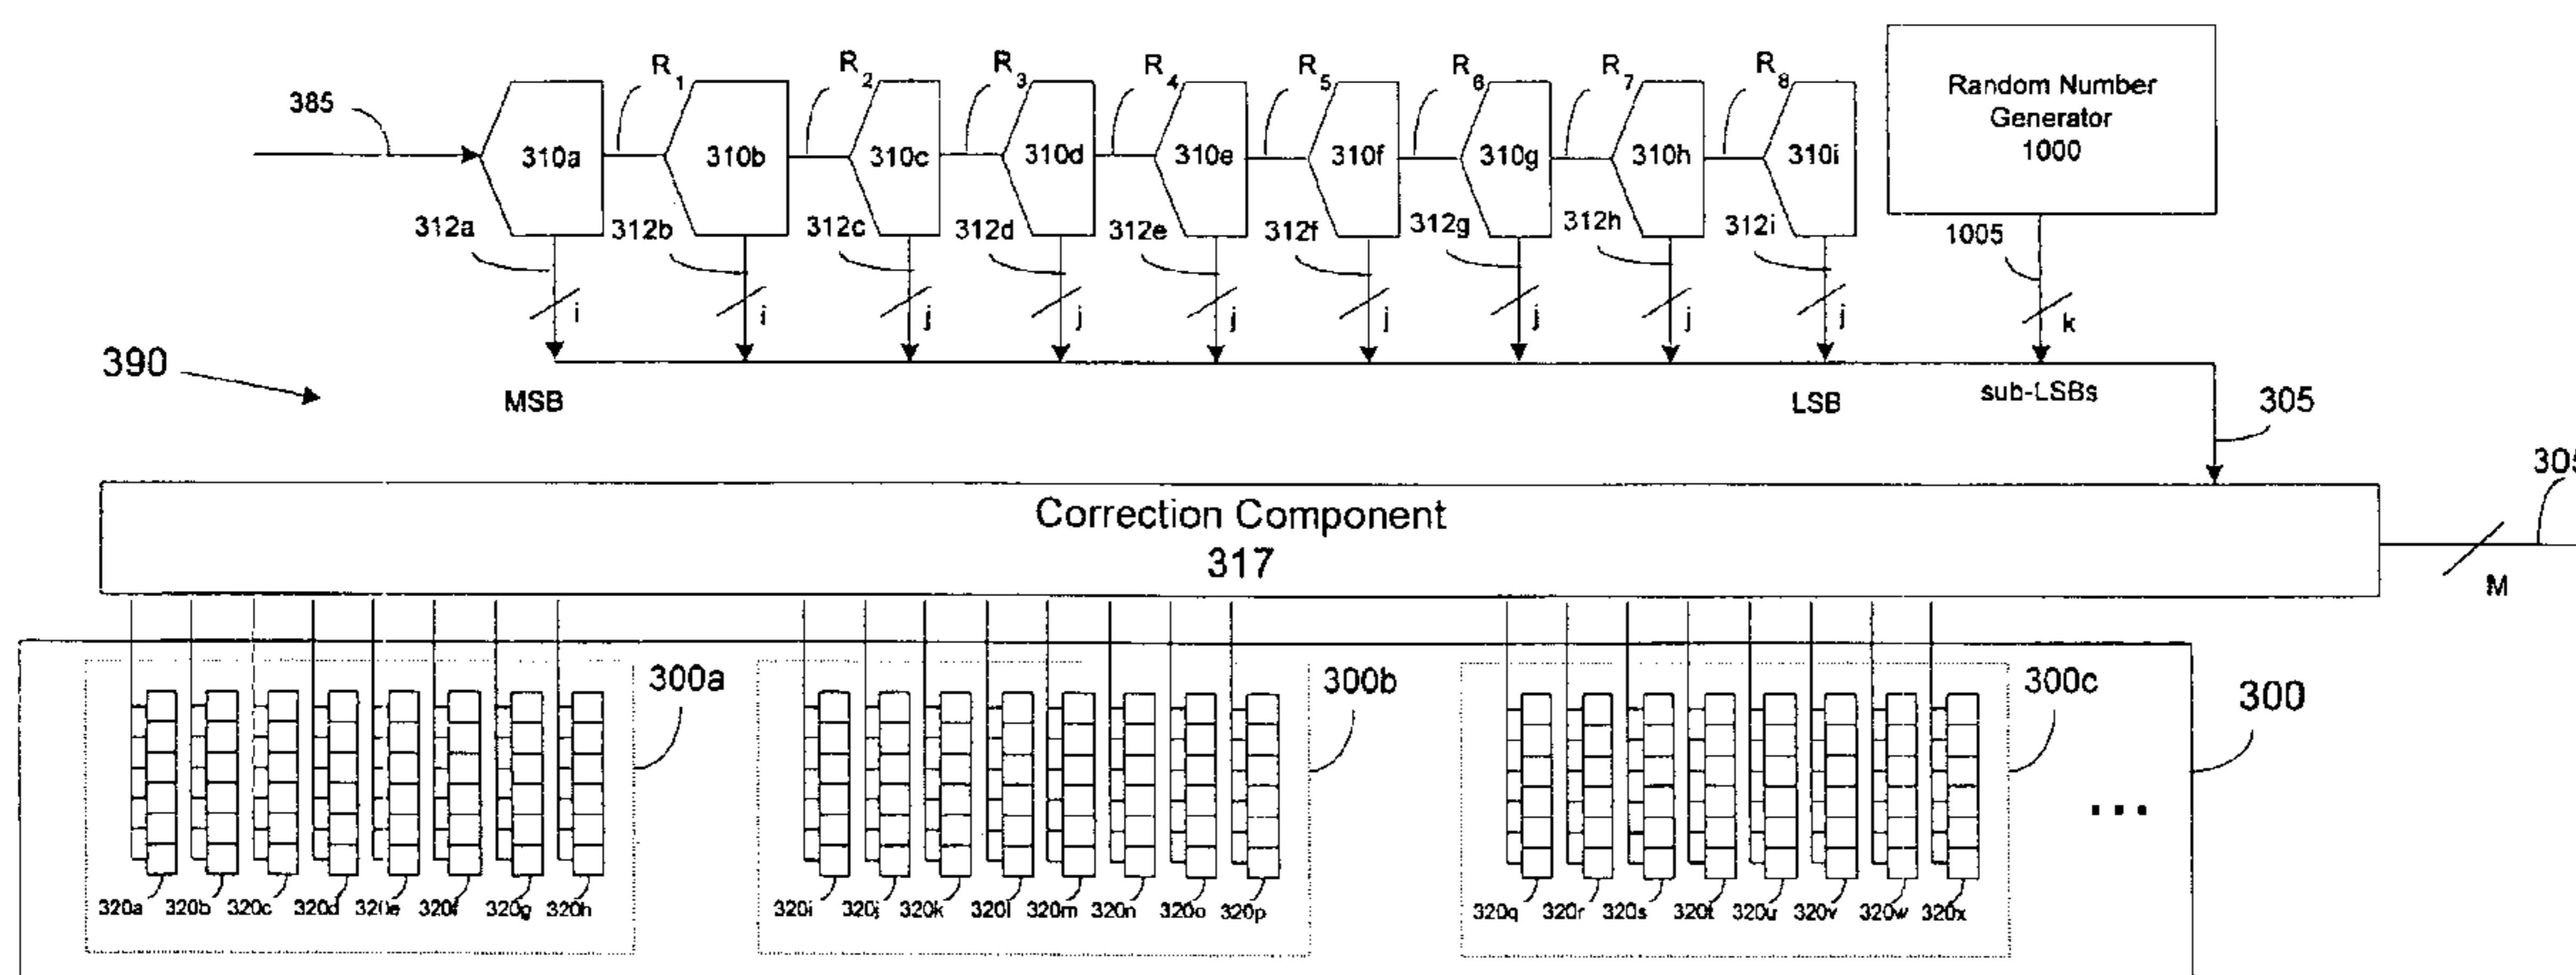 385
R1
R2
R3
R4
R5
R6
R7
R8
310a
310b
310c
310d
310e
310f
310g
310h
310i
Random Number
Generator
1000
312a
312b
312c
312d
312e
312f
312g
312h
312i
1005
i
i
j
j
j
j
j
j
j
k
390
MSB
LSB
sub-LSBs
305
305
Correction Component
317
M
300a
300b
300c
300
...
320a 320b 320c 320d 320e 320f 320g 320h
320i 320j 320k 320l 320m 320n 320o 320p
320q 320r 320s 320t 320u 320v 320w 320x